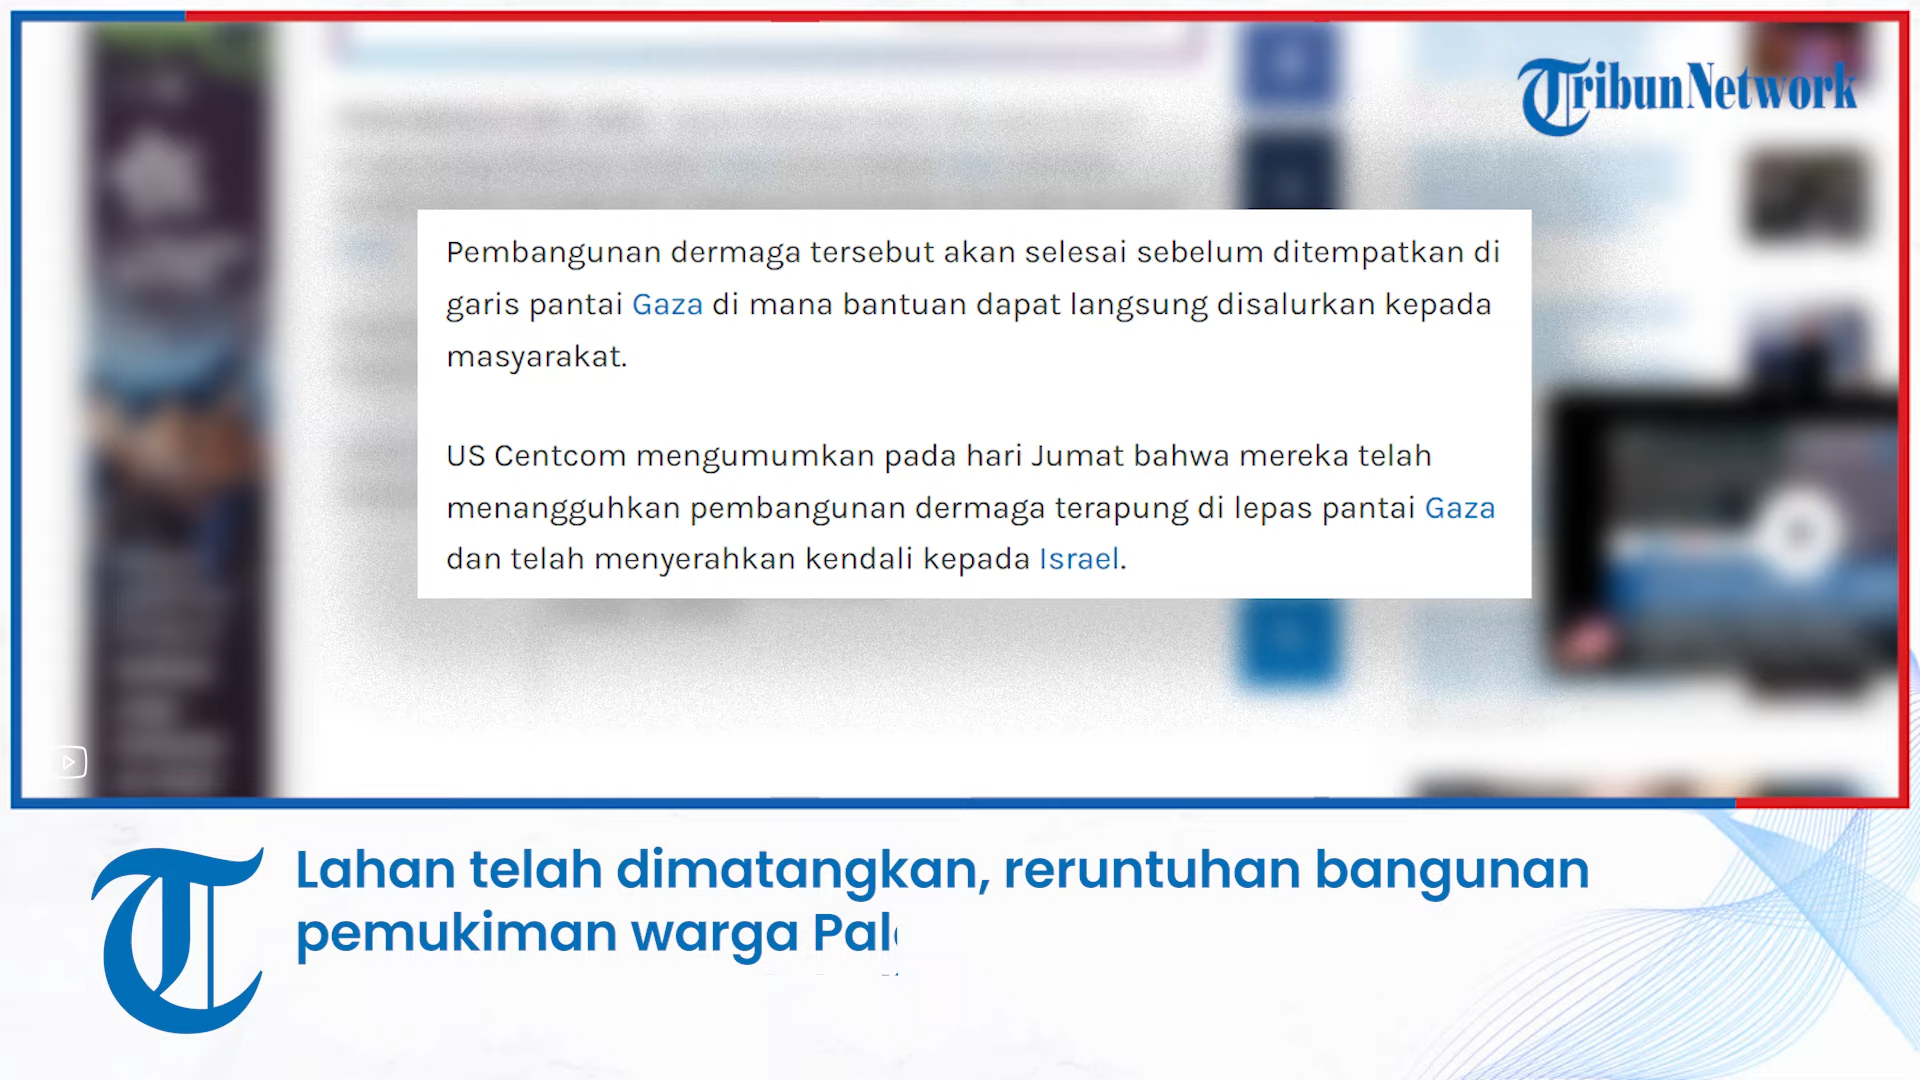 TribunNetwork
Pembangunan dermaga tersebut akan selesai sebelum ditempatkan di
garis pantai Gaza di mana bantuan dapat langsung disalurkan kepada
masyarakat.
US Centcom mengumumkan pada hari Jumat bahwa mereka telah
menangguhkan pembangunan dermaga terapung di lepas pantai Gaza
dan telah menyerahkan kendali kepada Israel.
Lahan telah dimatangkan, reruntuhan bangunan
pemukiman warga